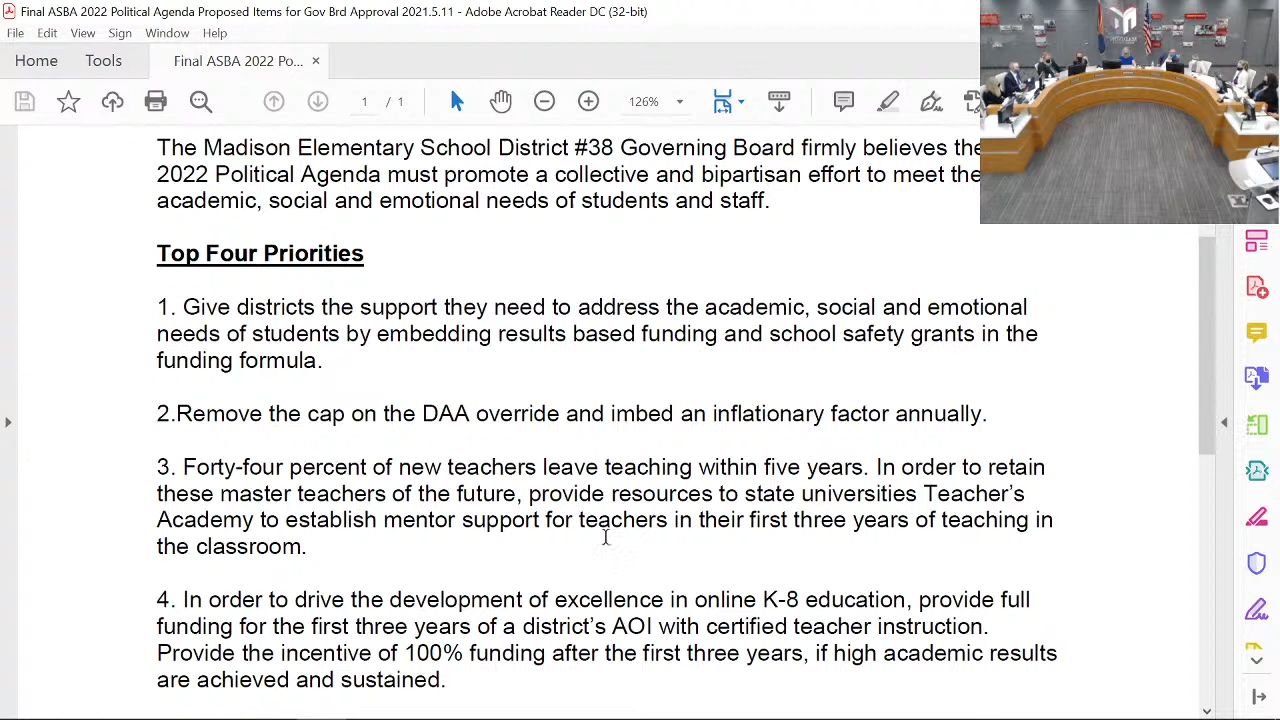 Final ASBA 2022 Political Agenda Proposed Items for Gov Brd Approval 2021.5.11 - Adobe Acrobat Reader DC (32-bit)
File Edit View Sign Window Help
Home Tools Final ASBA 2022 Po... ×
1 / 1 126%
The Madison Elementary School District #38 Governing Board firmly believes the
2022 Political Agenda must promote a collective and bipartisan effort to meet the
academic, social and emotional needs of students and staff.
Top Four Priorities
1. Give districts the support they need to address the academic, social and emotional
needs of students by embedding results based funding and school safety grants in the
funding formula.
2.Remove the cap on the DAA override and imbed an inflationary factor annually.
3. Forty-four percent of new teachers leave teaching within five years. In order to retain
these master teachers of the future, provide resources to state universities Teacher's
Academy to establish mentor support for teachers in their first three years of teaching in
the classroom.
4. In order to drive the development of excellence in online K-8 education, provide full
funding for the first three years of a district's AOI with certified teacher instruction.
Provide the incentive of 100% funding after the first three years, if high academic results
are achieved and sustained.